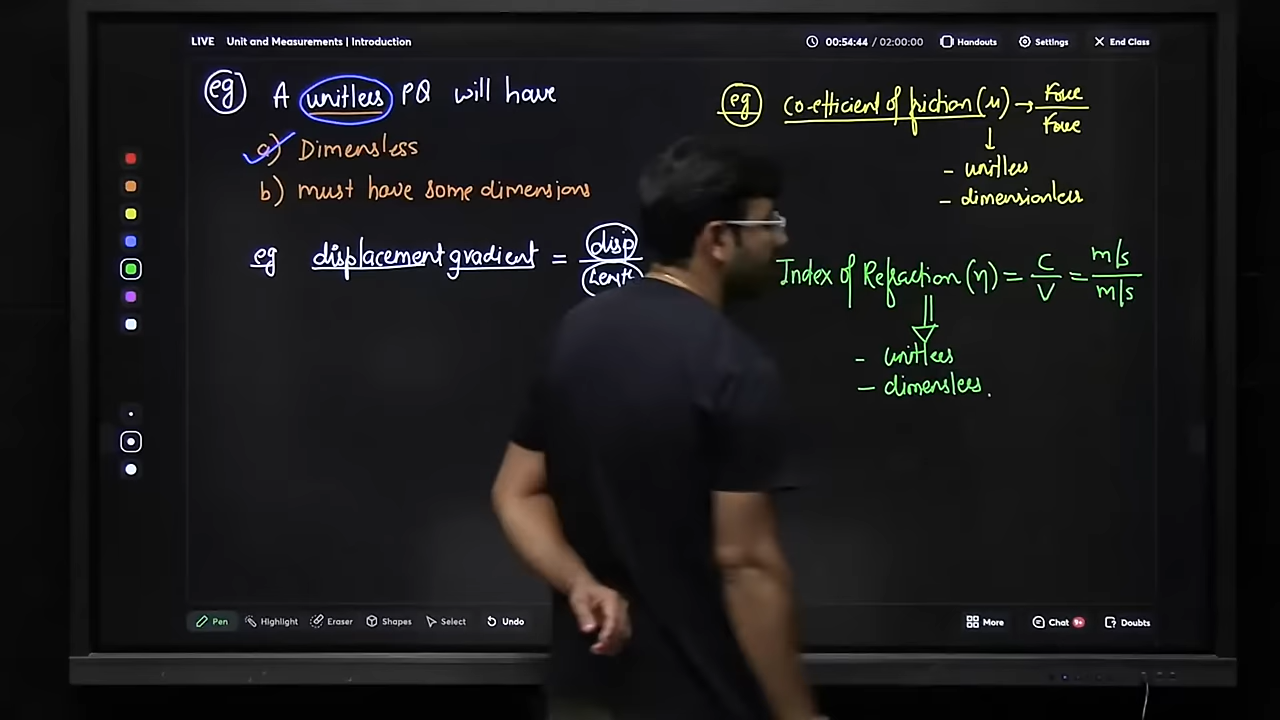 LIVE Unit and Measurements | Introduction
00:54:44 / 02:00:00 Handouts Settings End Class
eg A unitless PQ will have
a) Dimensless
b) must have some dimensions
eg displacement gradient = disp
eg co-efficient of friction (μ) → Force
Force
- unitless
- dimensionless
Index of Refraction (η) = C = m/s
V m/s
- unitless
- dimensless.
Pen Highlight Eraser Shapes Select Undo
More Chat 9+ Doubts